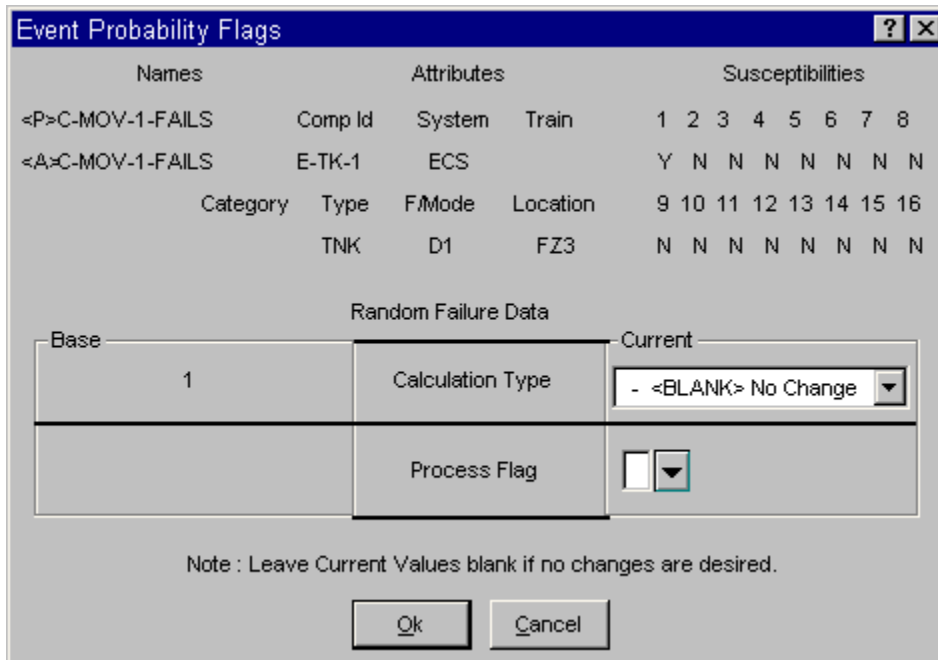 Event Probability Flags
Names Attributes Susceptibilities
<P>C-MOV-1-FAILS Comp Id System Train 1 2 3 4 5 6 7 8
<A>C-MOV-1-FAILS E-TK-1 ECS Y N N N N N N N
Category Type F/Mode Location 9 10 11 12 13 14 15 16
TNK D1 FZ3 N N N N N N N N
Random Failure Data
Base Current
1 Calculation Type - <BLANK> No Change
Process Flag
Note : Leave Current Values blank if no changes are desired.
Ok Cancel